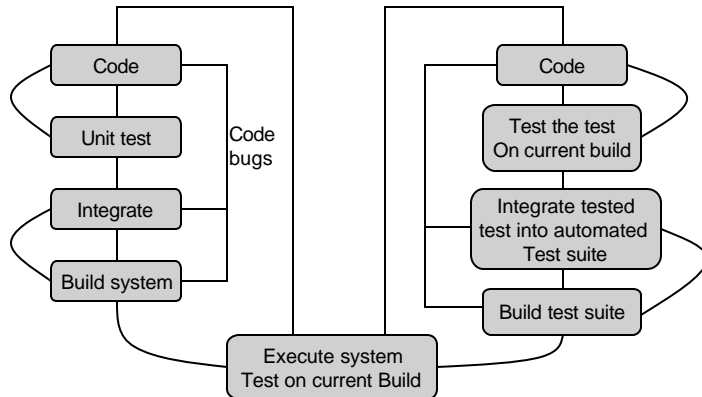 Code
Unit test
Code
bugs
Integrate
Build system
Code
Test the test
On current build
Integrate tested
test into automated
Test suite
Build test suite
Execute system
Test on current Build